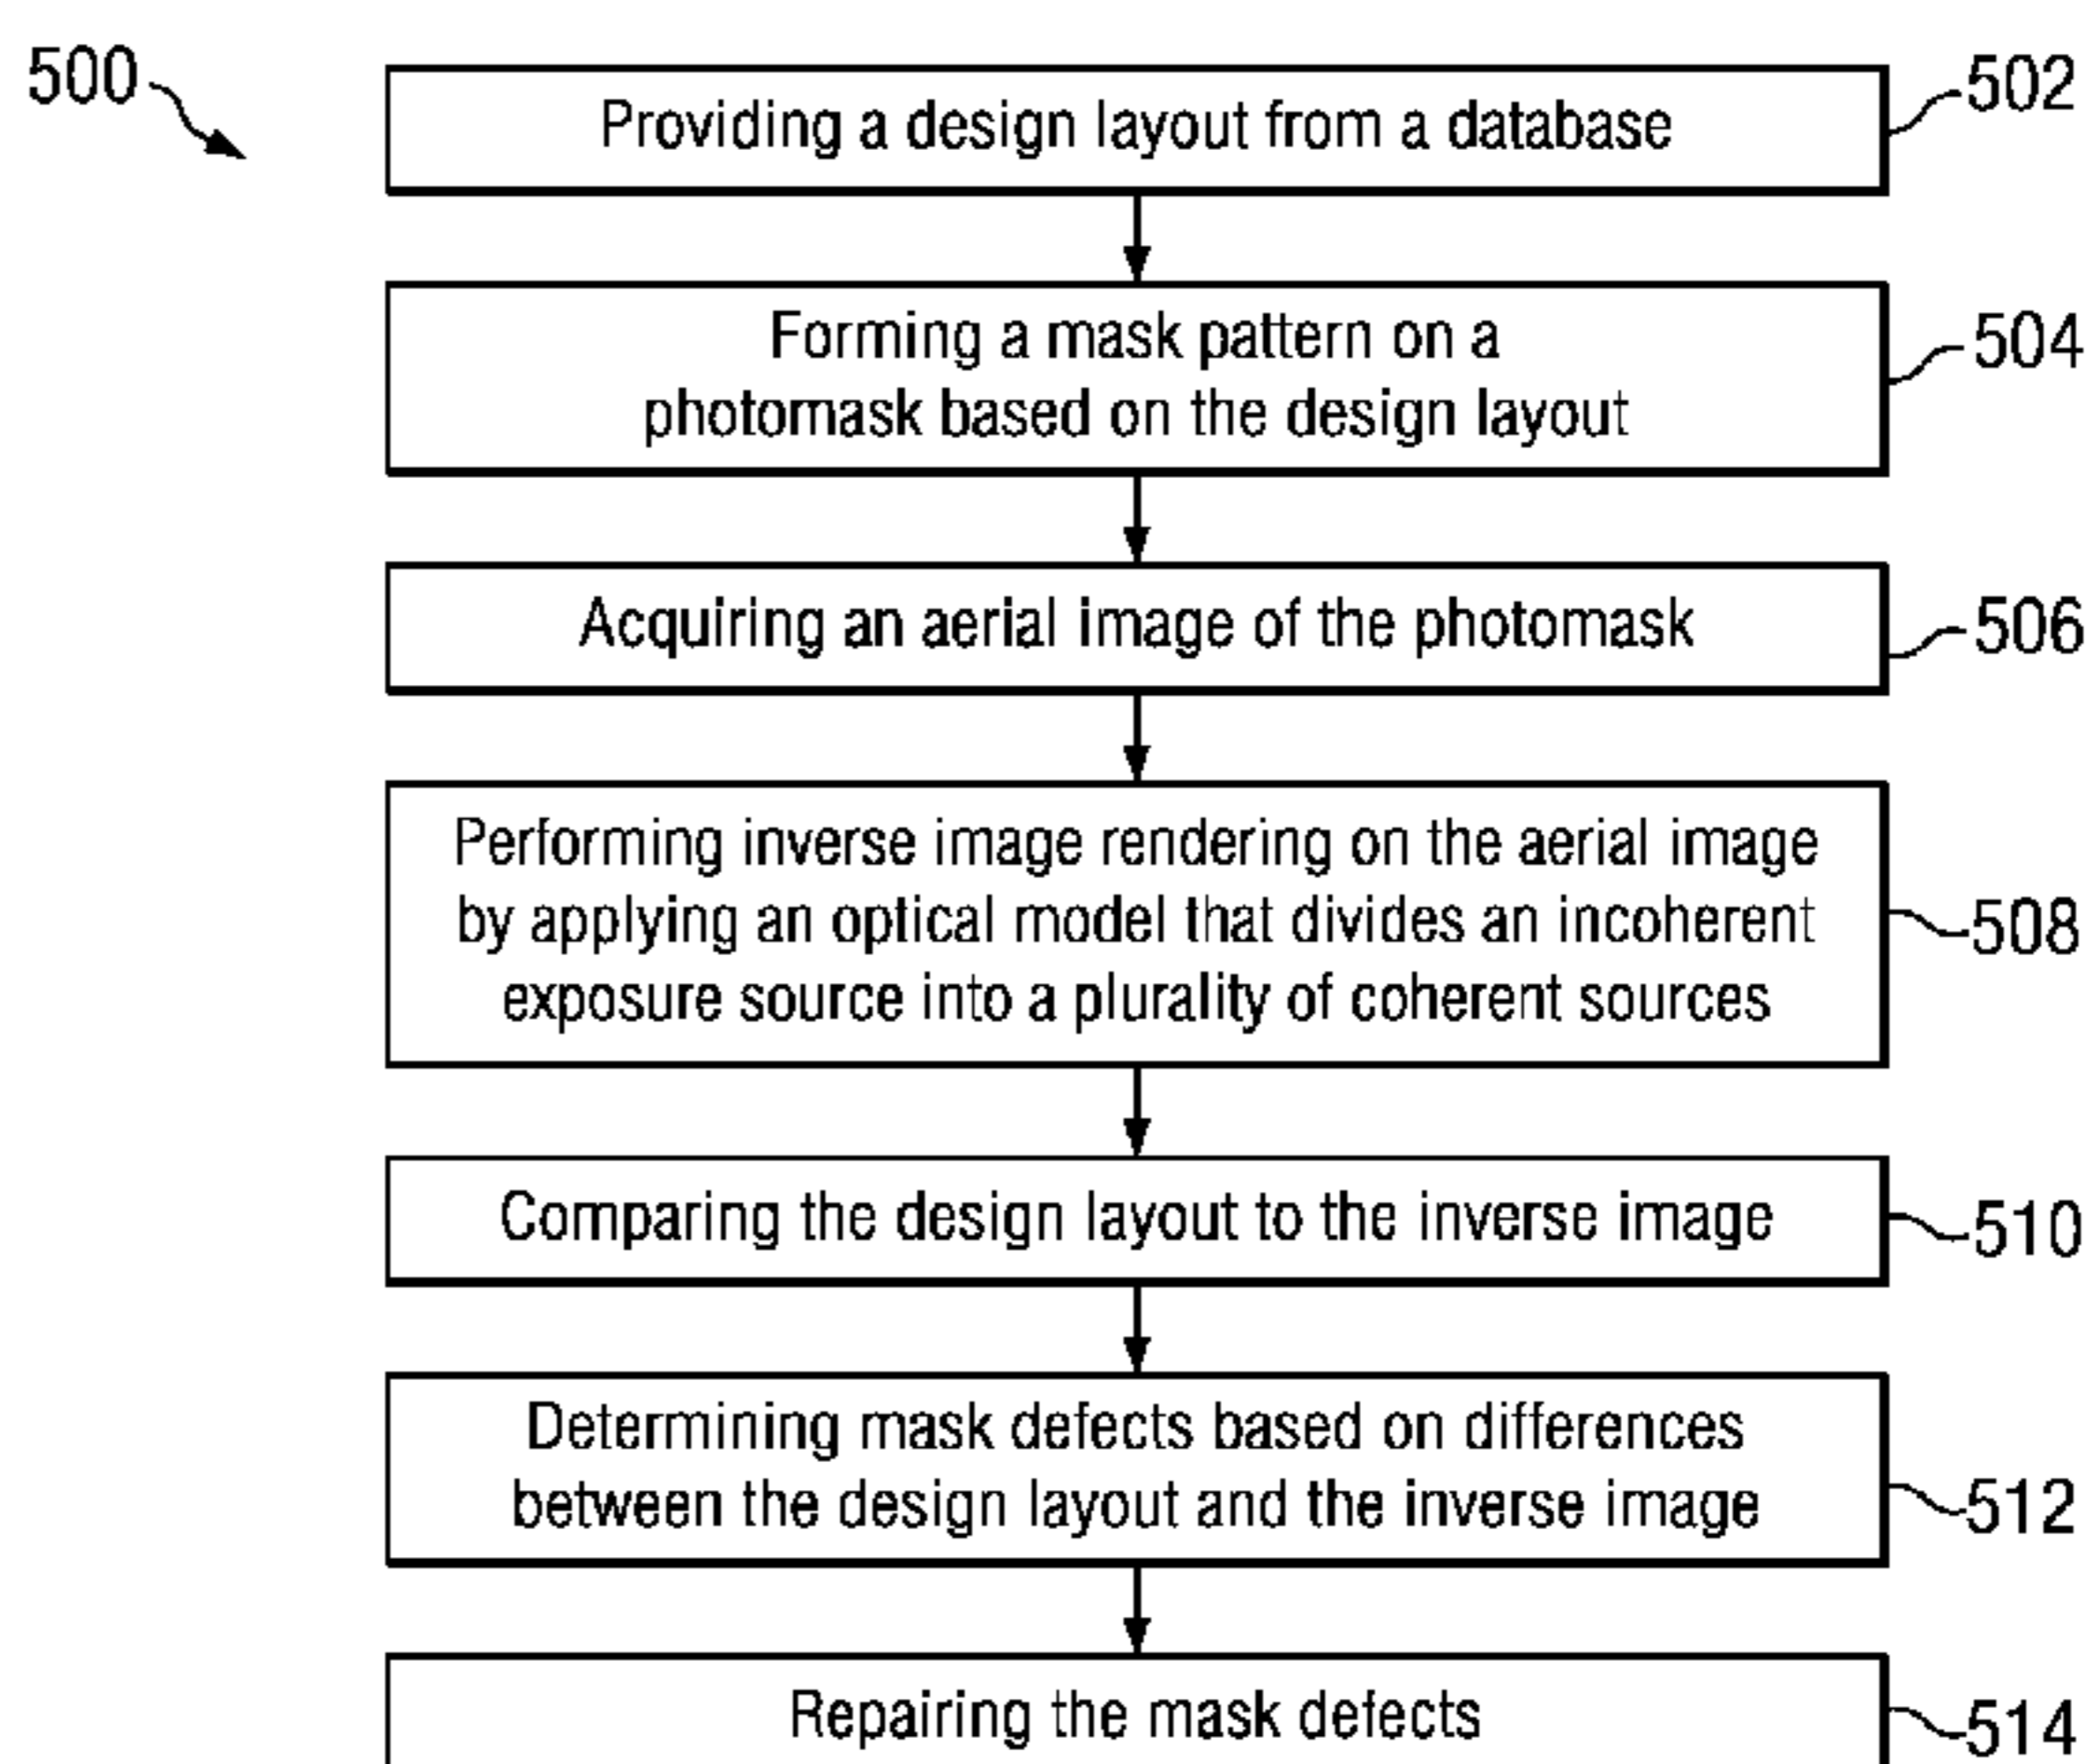 500
Providing a design layout from a database
502
Forming a mask pattern on a
photomask based on the design layout
504
Acquiring an aerial image of the photomask
506
Performing inverse image rendering on the aerial image
by applying an optical model that divides an incoherent
exposure source into a plurality of coherent sources
508
Comparing the design layout to the inverse image
510
Determining mask defects based on differences
between the design layout and the inverse image
512
Repairing the mask defects
514